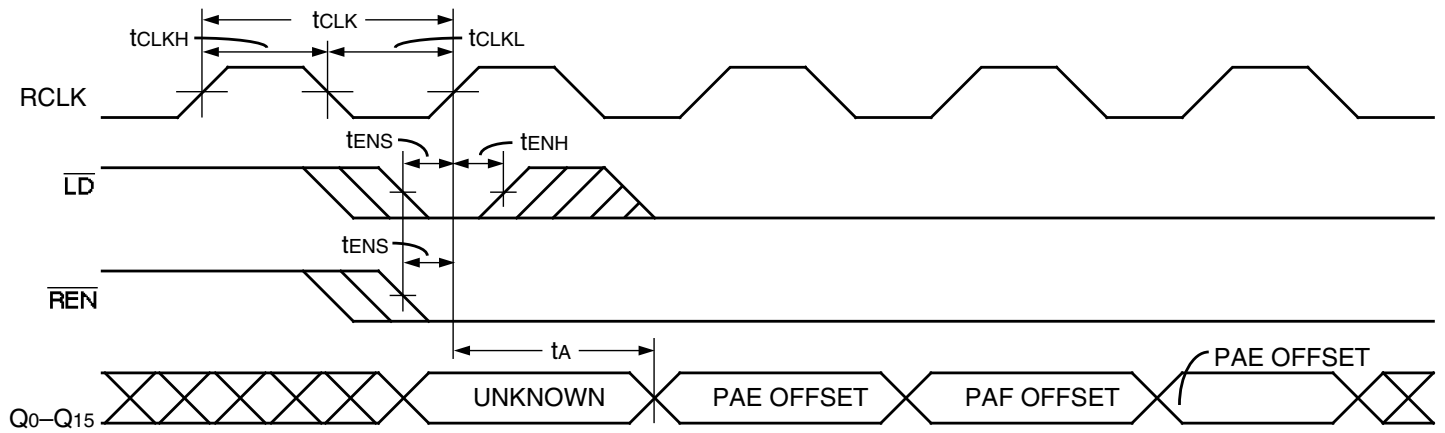 tCLK
tCLKH
tCLKL
RCLK
tENS
tENH
LD
tENS
REN
tA
PAE OFFSET
UNKNOWN
PAE OFFSET
PAF OFFSET
Q0–Q15